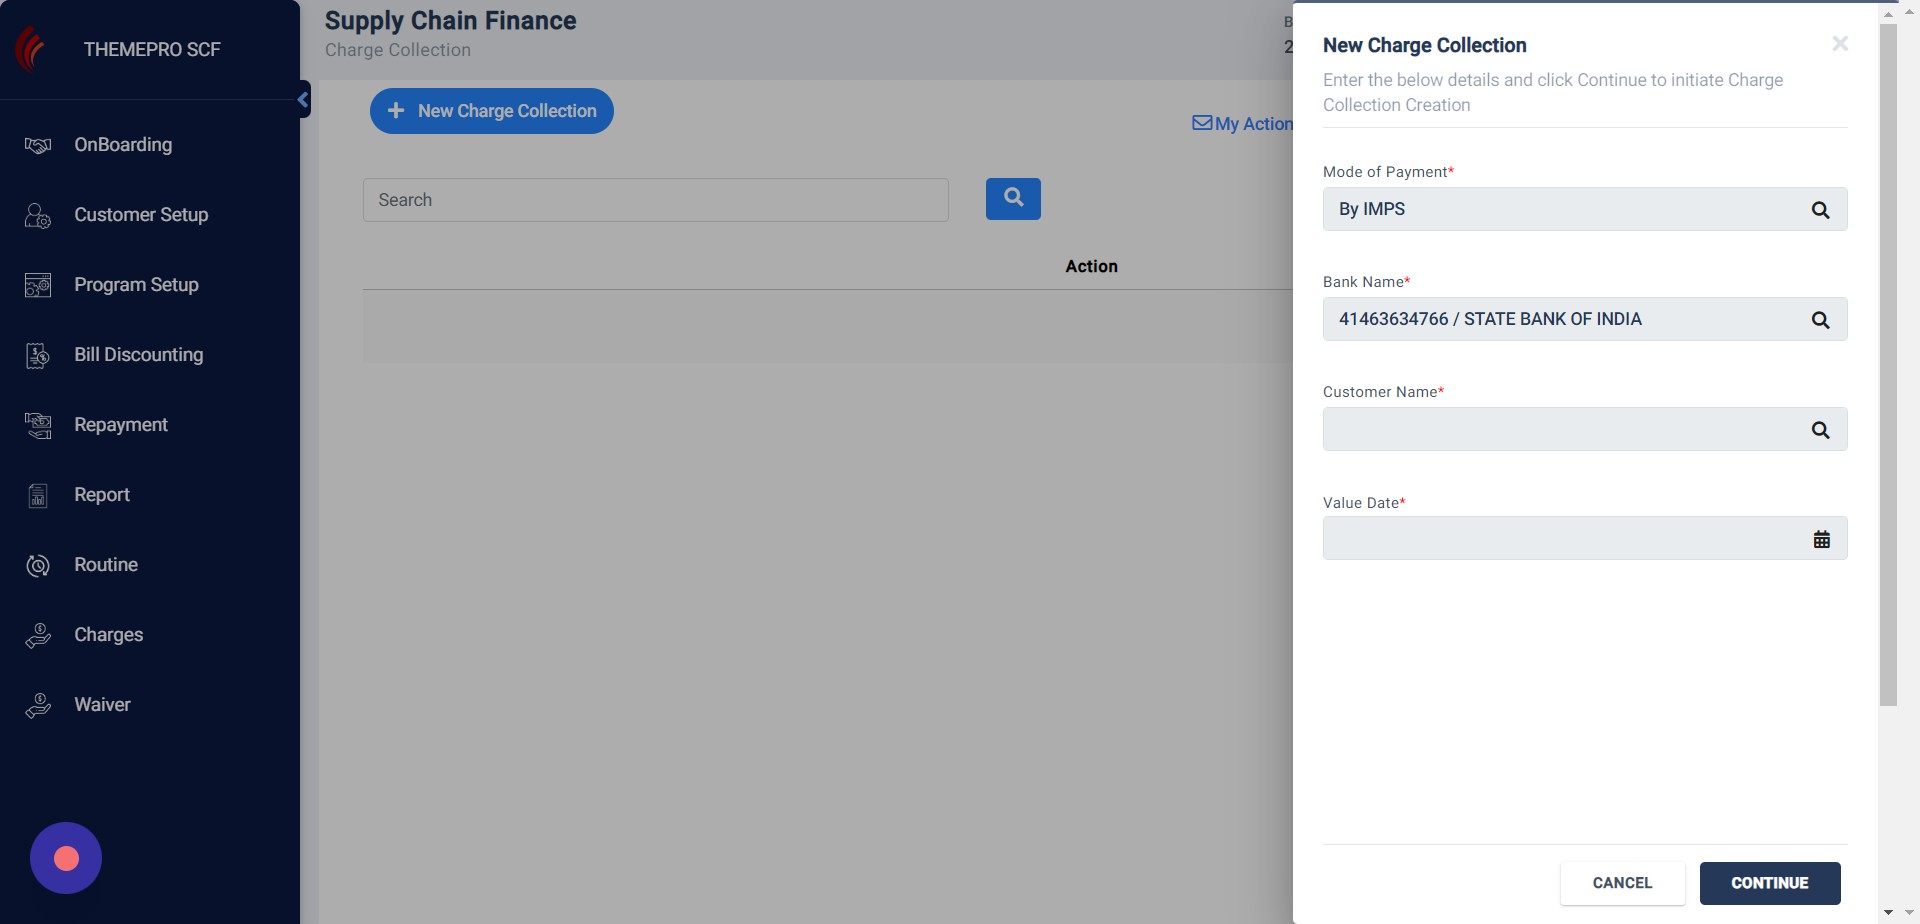 THEMEPRO SCF
OnBoarding
Customer Setup
Program Setup
Bill Discounting
Repayment
Report
Routine
Charges
Waiver
Supply Chain Finance
Charge Collection
B
2
New Charge Collection
My Action
Search
Action
New Charge Collection
Enter the below details and click Continue to initiate Charge
Collection Creation
Mode of Payment*
By IMPS
Bank Name*
41463634766 / STATE BANK OF INDIA
Customer Name*
Value Date*
CANCEL
CONTINUE